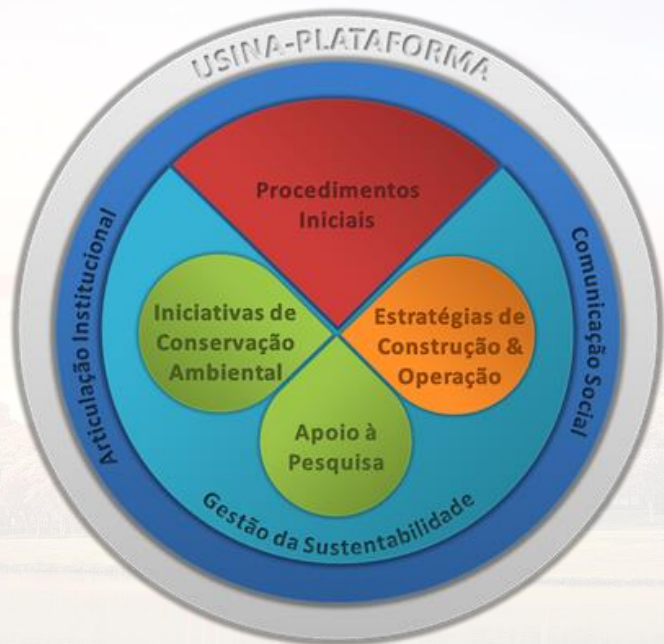 USINA-PLATAFORMA
Procedimentos
Iniciais
Articulação Institucional
Comunicação Social
Iniciativas de
Conservação
Ambiental
Estratégias de
Construção &
Operação
Apoio à
Pesquisa
Gestão da Sustentabilidade